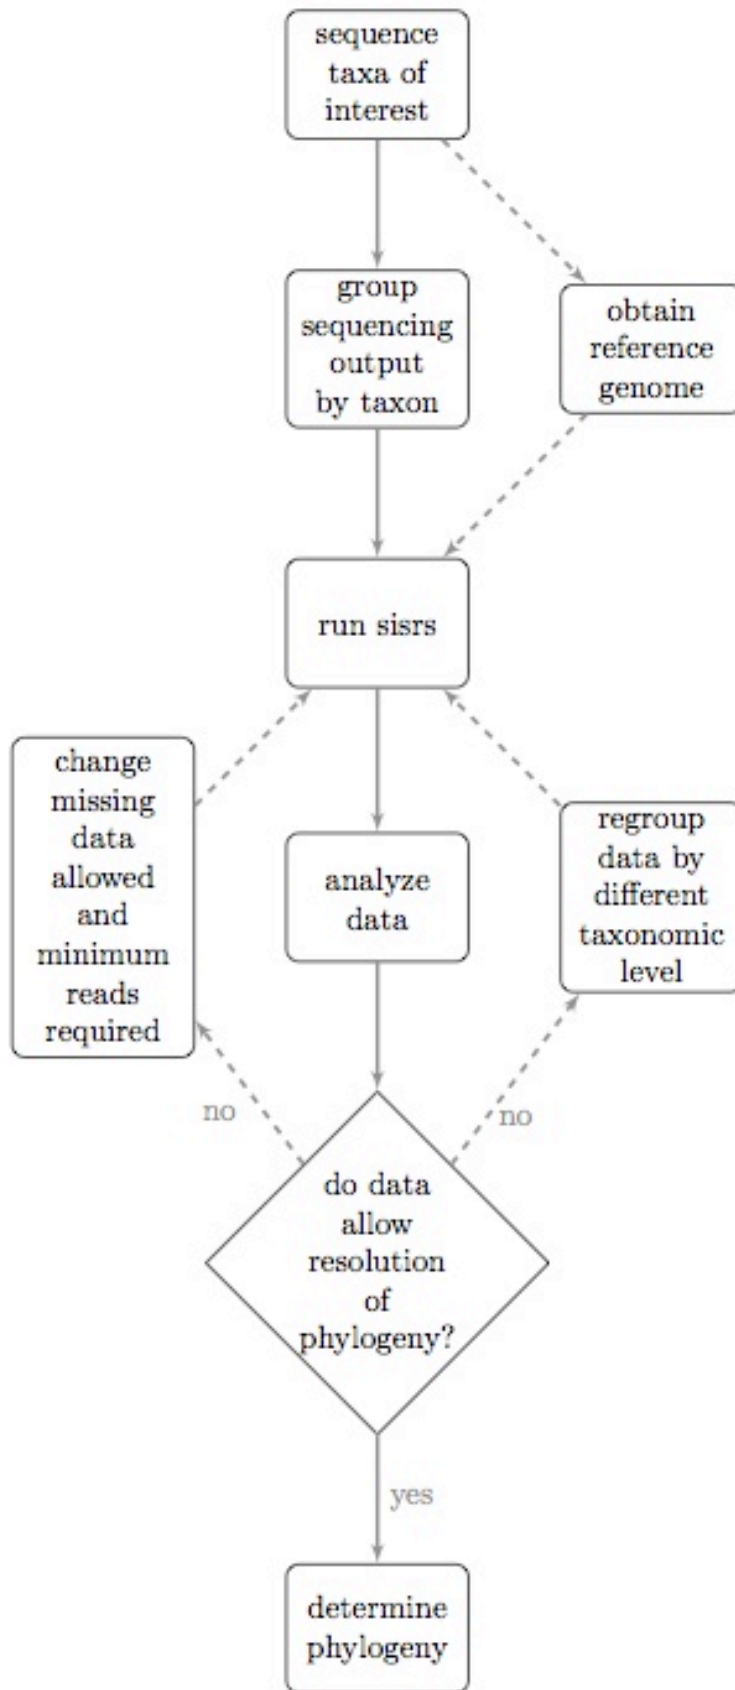 sequence
taxa of
interest
group
sequencing
output
by taxon
obtain
reference
genome
run sisrs
change
missing
data
allowed
and
minimum
reads
required
analyze
data
regroup
data by
different
taxonomic
level
no
no
do data
allow
resolution
of
phylogeny?
yes
determine
phylogeny